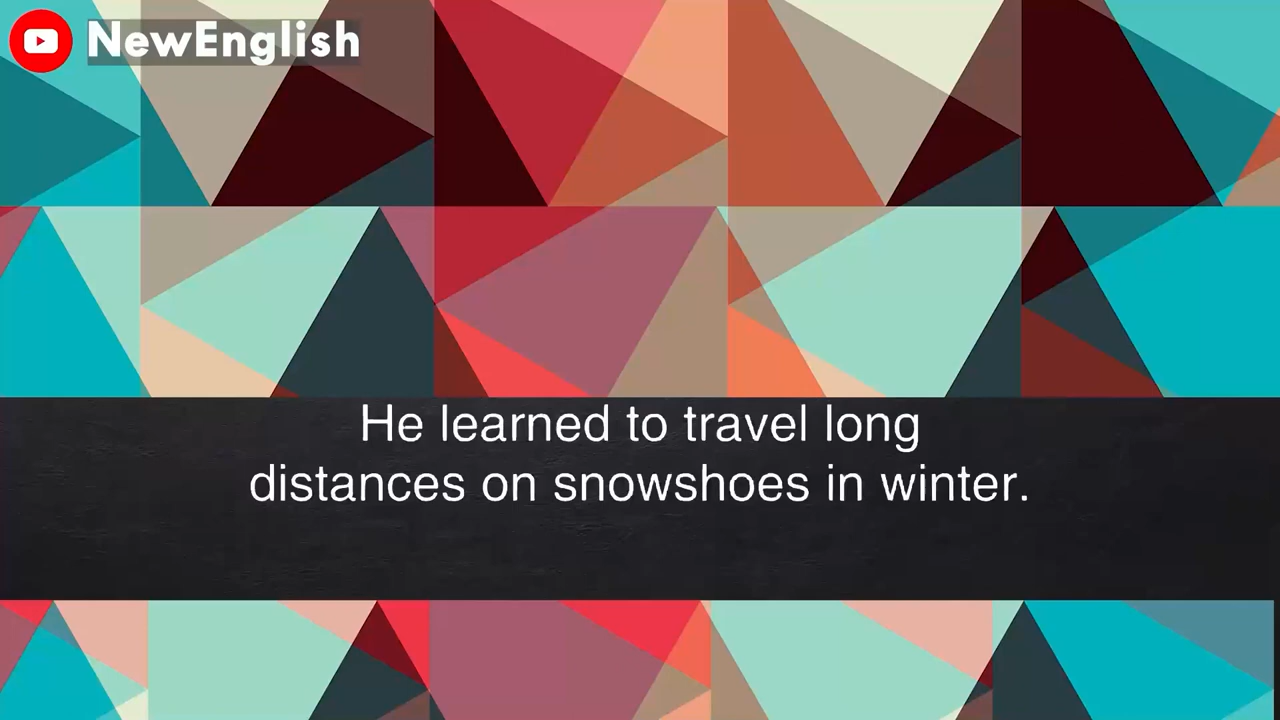 NewEnglish
He learned to travel long
distances on snowshoes in winter.